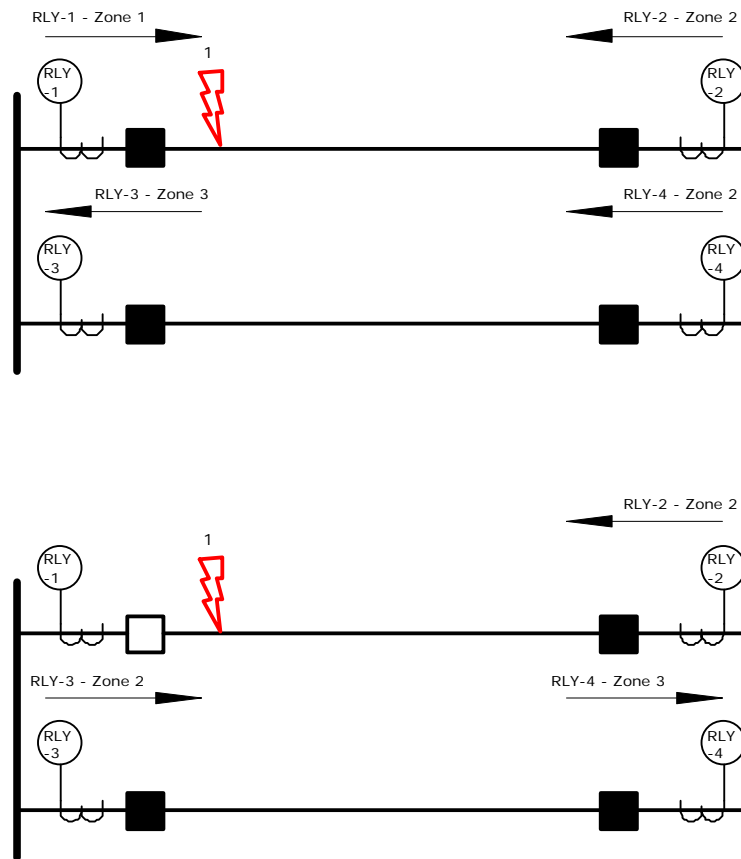 RLY-1 - Zone 1
RLY-2 - Zone 2
1
RLY
-1
RLY
-2
RLY-3 - Zone 3
RLY-4 - Zone 2
RLY
-3
RLY
-4
RLY-2 - Zone 2
1
RLY
-1
RLY
-2
RLY-3 - Zone 2
RLY-4 - Zone 3
RLY
-3
RLY
-4